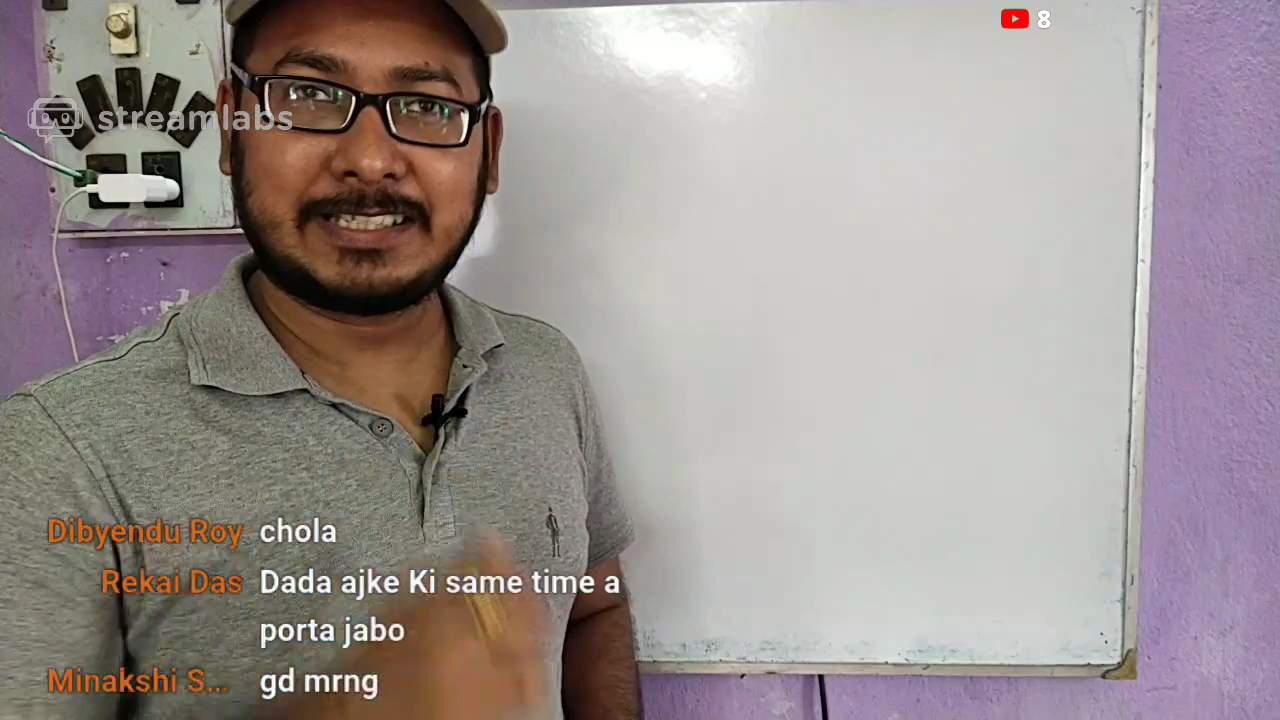 8
streamlabs
Dibyendu Roy chola
Rekai Das Dada ajke Ki same time a
porta jabo
Minakshi S... gd mrng